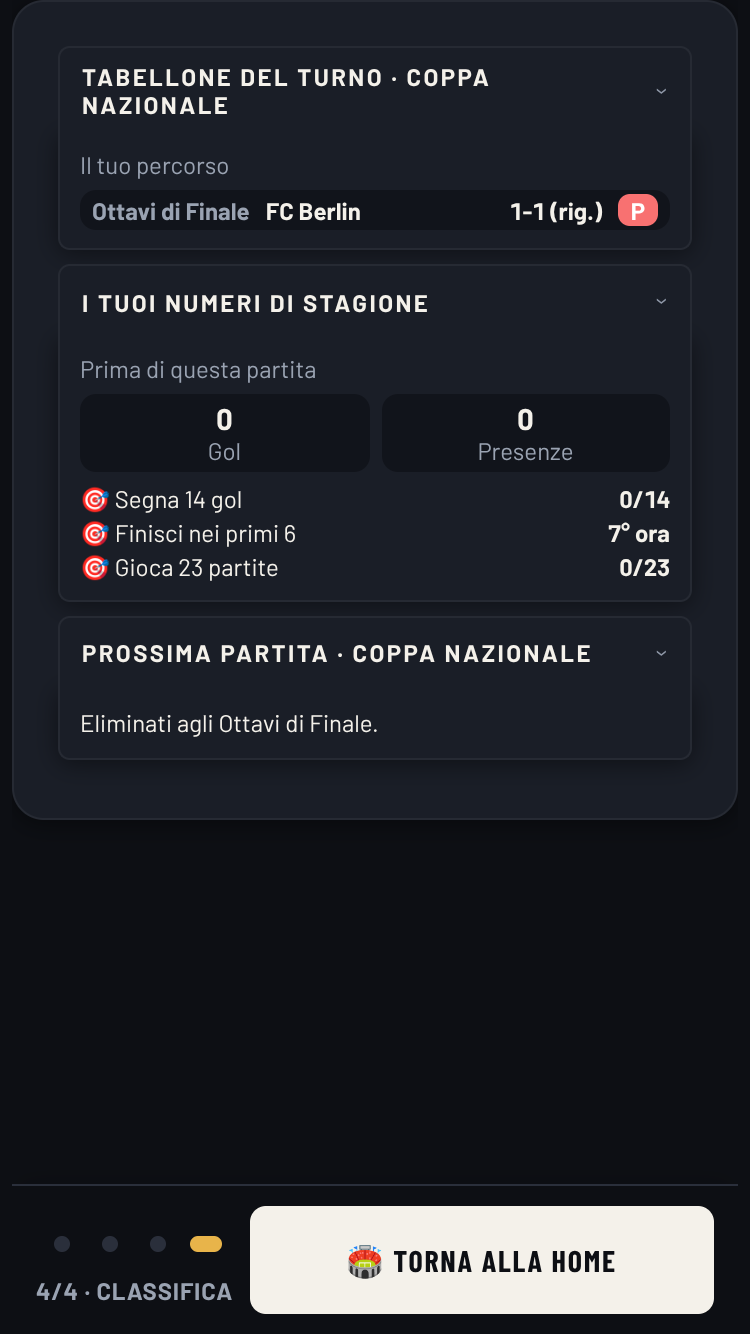 TABELLONE DEL TURNO · COPPA
NAZIONALE
Il tuo percorso
Ottavi di Finale FC Berlin 1-1 (rig.) P
I TUOI NUMERI DI STAGIONE
Prima di questa partita
0 0
Gol Presenze
🎯 Segna 14 gol 0/14
🎯 Finisci nei primi 6 7° ora
🎯 Gioca 23 partite 0/23
PROSSIMA PARTITA · COPPA NAZIONALE
Eliminati agli Ottavi di Finale.
🏟️ TORNA ALLA HOME
4/4 · CLASSIFICA